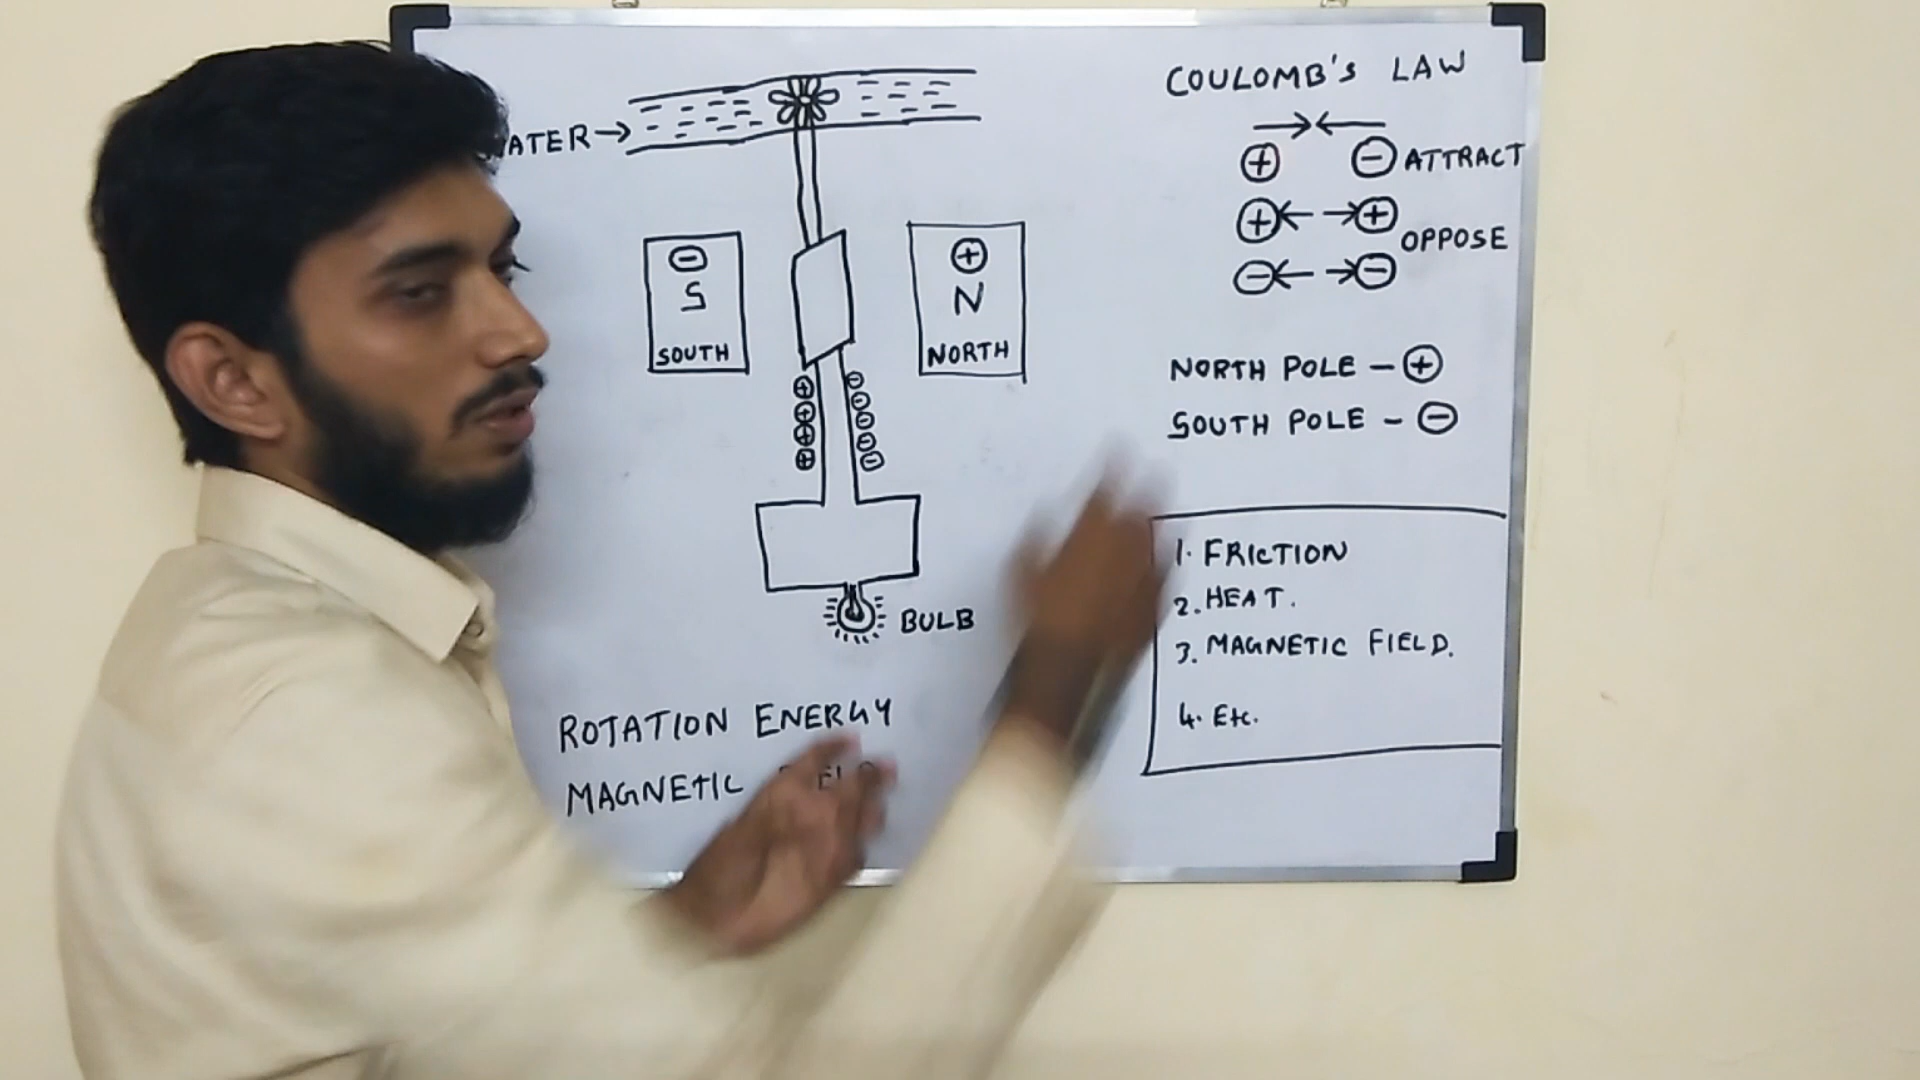 ATER→
⊖
S
SOUTH
⊕
N
NORTH
⊕ ⊖
⊕ ⊖
⊕ ⊖
⊕ ⊖
⊖
BULB
ROTATION ENERGY
MAGNETIC
COULOMB'S LAW
→←
⊕ ⊖ ATTRACT
⊕← →⊕
OPPOSE
⊖← →⊖
NORTH POLE - ⊕
SOUTH POLE - ⊖
1. FRICTION
2. HEAT.
3. MAGNETIC FIELD.
4. Etc.